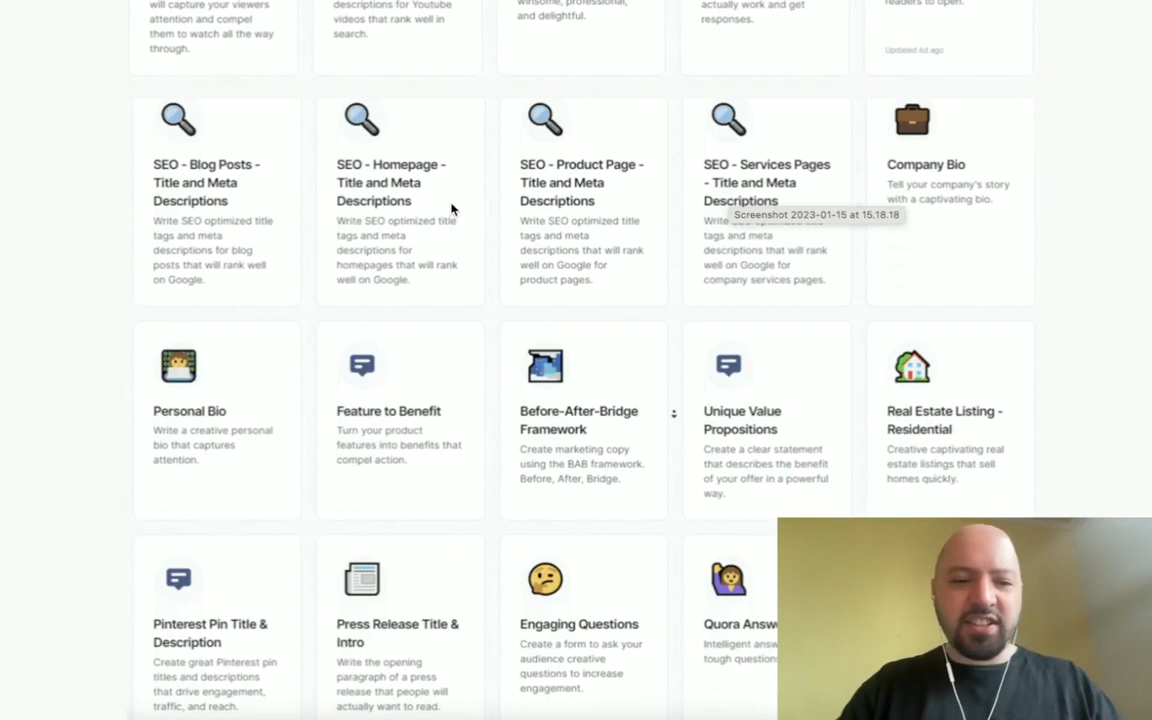 will capture your viewers
attention and compel
them to watch all the way
through.
descriptions for Youtube
videos that rank well in
search.
winsome, professional,
and delightful.
actually work and get
responses.
readers to open.
Updated 6d ago
SEO - Blog Posts -
Title and Meta
Descriptions
Write SEO optimized title
tags and meta
descriptions for blog
posts that will rank well
on Google.
SEO - Homepage -
Title and Meta
Descriptions
Write SEO optimized title
tags and meta
descriptions for
homepages that will rank
well on Google.
SEO - Product Page -
Title and Meta
Descriptions
Write SEO optimized title
tags and meta
descriptions that will rank
well on Google for
product pages.
SEO - Services Pages
- Title and Meta
Descriptions
Write
tags and meta
descriptions that will rank
well on Google for
company services pages.
Screenshot 2023-01-15 at 15.18.18
Company Bio
Tell your company's story
with a captivating bio.
Personal Bio
Write a creative personal
bio that captures
attention.
Feature to Benefit
Turn your product
features into benefits that
compel action.
Before-After-Bridge
Framework
Create marketing copy
using the BAB framework.
Before, After, Bridge.
Unique Value
Propositions
Create a clear statement
that describes the benefit
of your offer in a powerful
way.
Real Estate Listing -
Residential
Creative captivating real
estate listings that sell
homes quickly.
Pinterest Pin Title &
Description
Create great Pinterest pin
titles and descriptions
that drive engagement,
traffic, and reach.
Press Release Title &
Intro
Write the opening
paragraph of a press
release that people will
actually want to read.
Engaging Questions
Create a form to ask your
audience creative
questions to increase
engagement.
Quora Answ
Intelligent answ
tough question